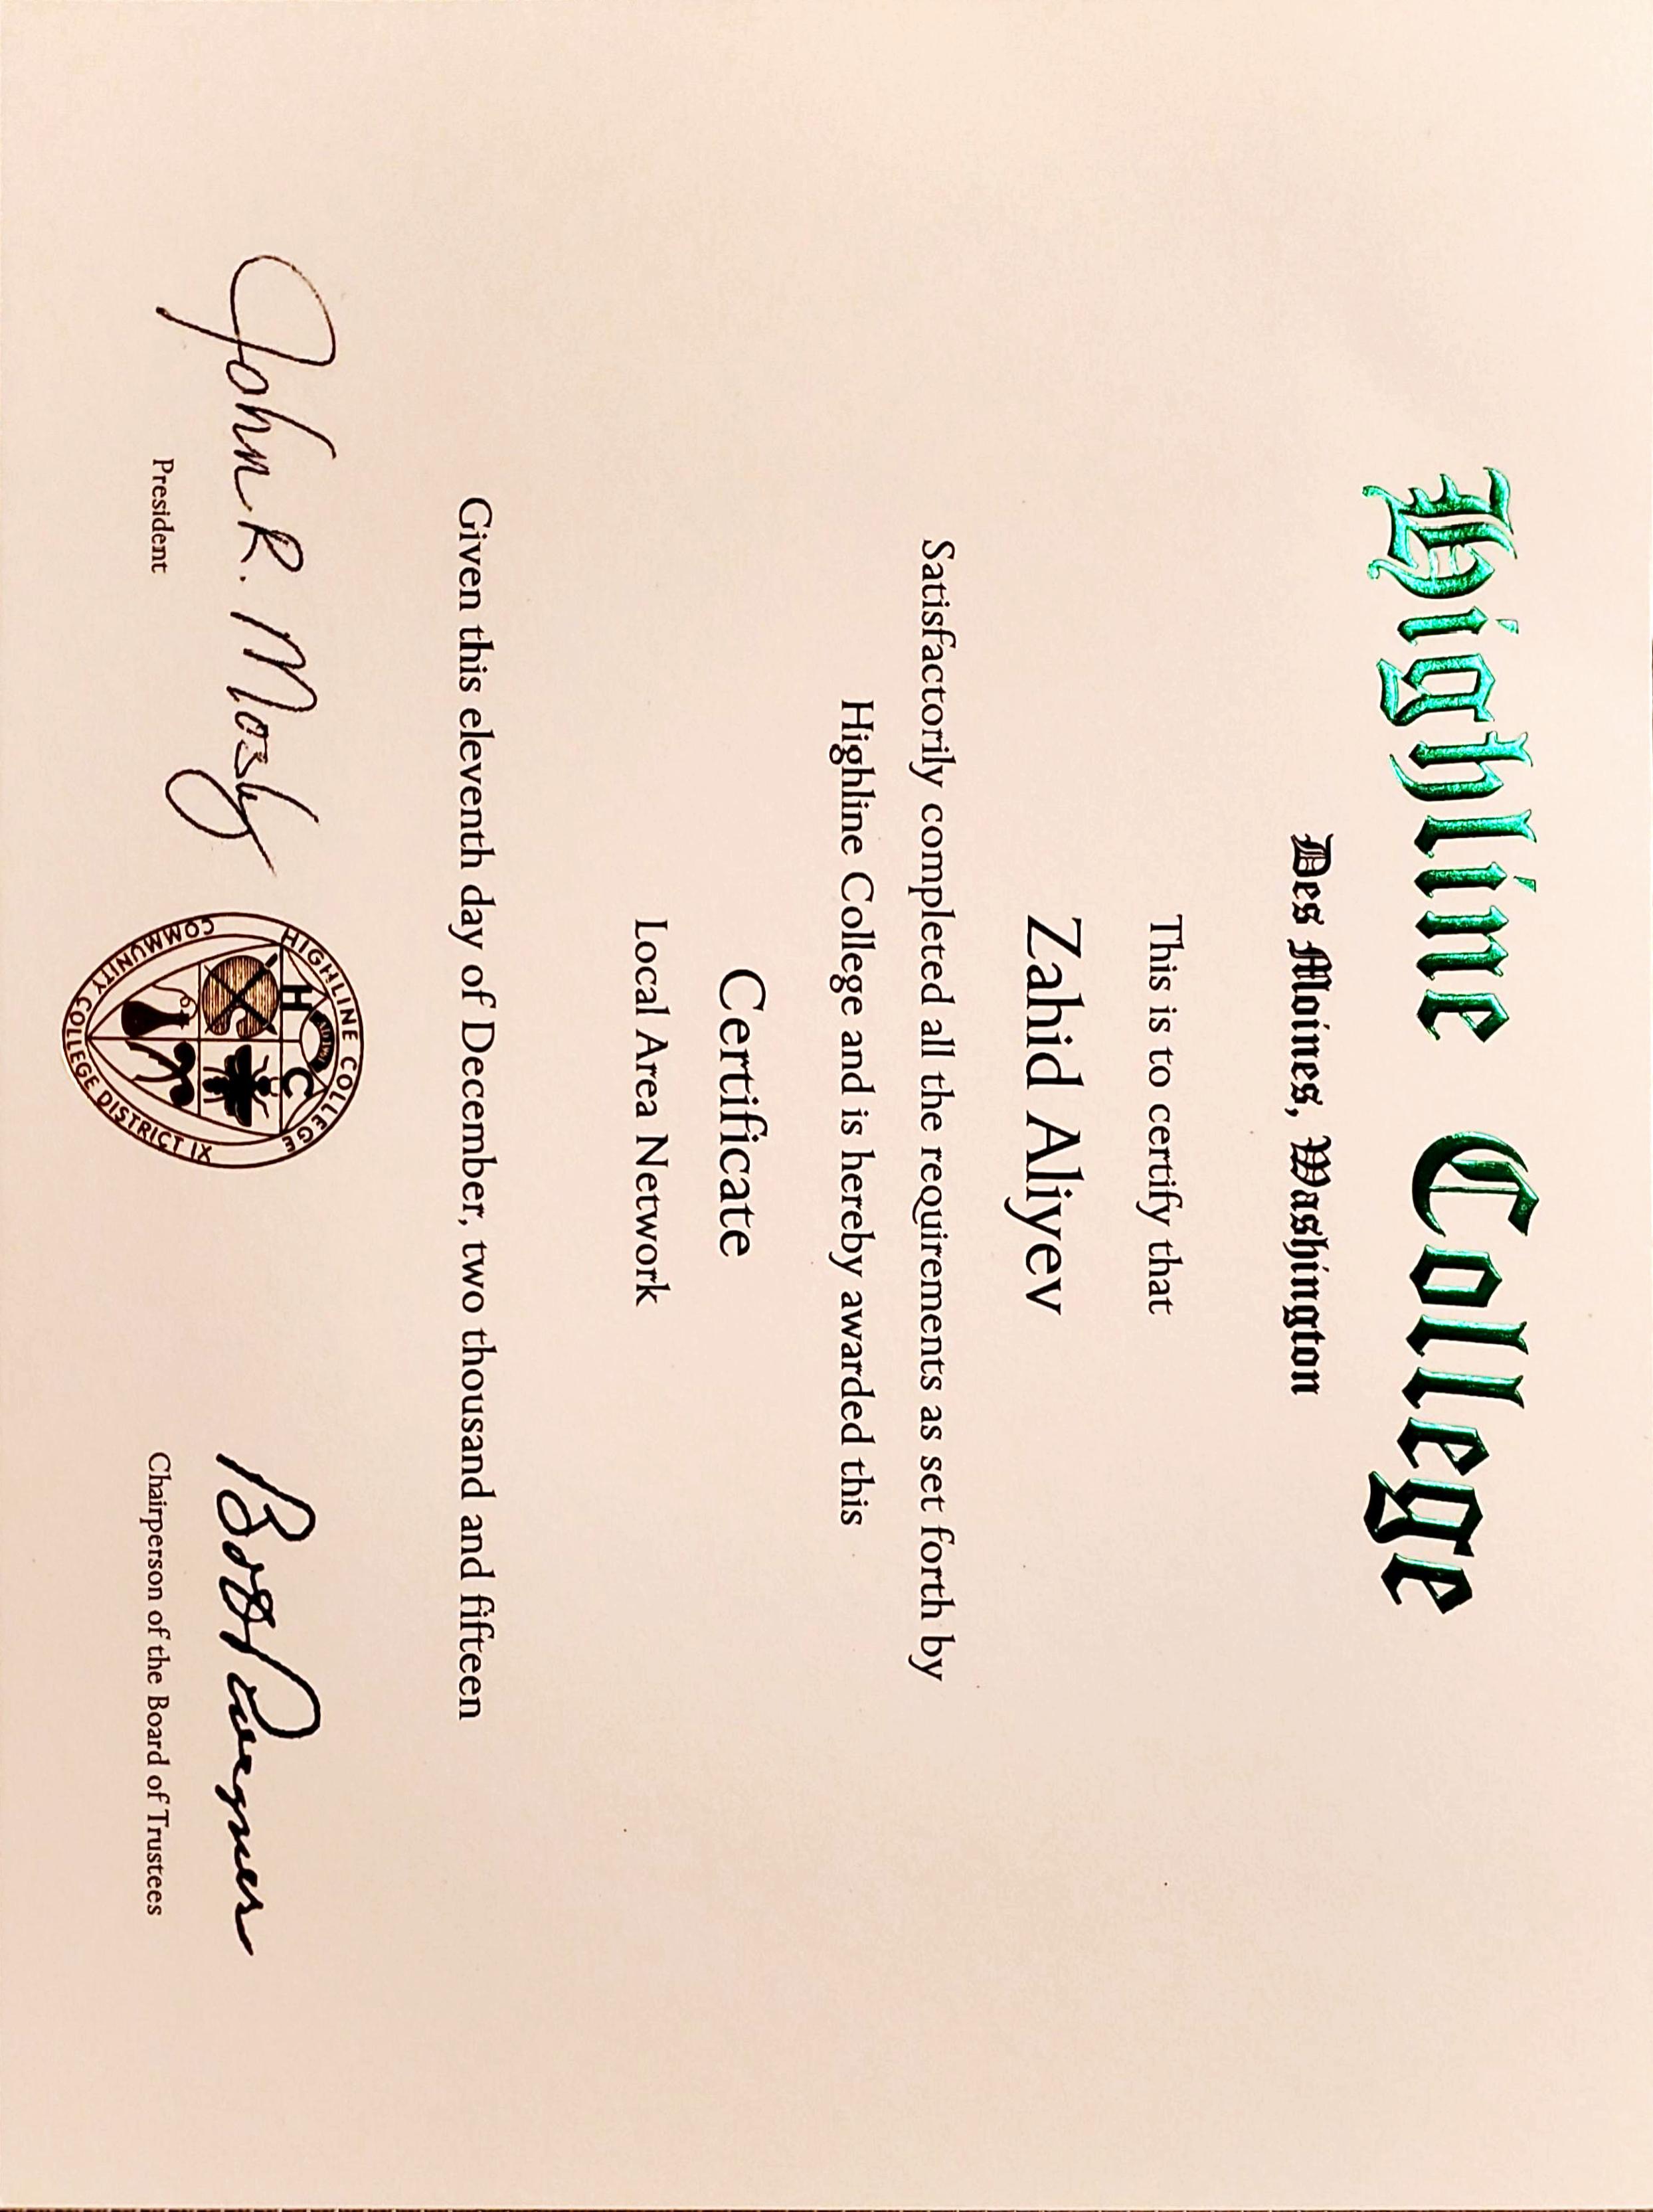 Highline College
Des Moines, Washington
This is to certify that
Zahid Aliyev
Satisfactorily completed all the requirements as set forth by
Highline College and is hereby awarded this
Certificate
Local Area Network
Given this eleventh day of December, two thousand and fifteen
John R. Mosby
President
HIGHLINE COLLEGE
AD 1961
H C
COMMUNITY COLLEGE DISTRICT IX
Bob Roegner
Chairperson of the Board of Trustees